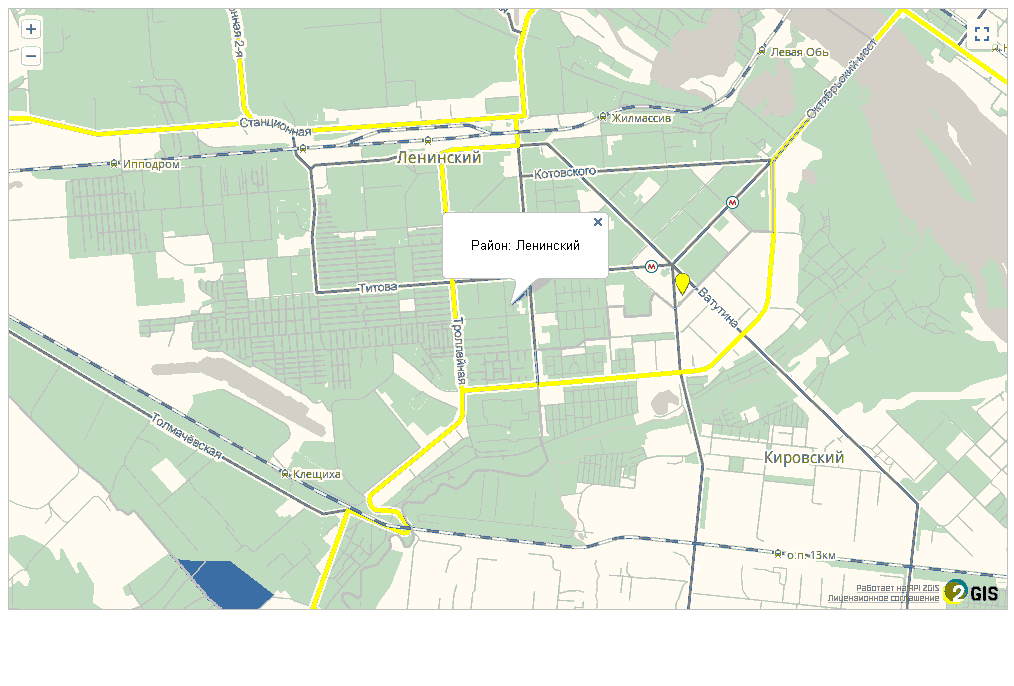 +
−
онная 2-я
Левая Обь
Октябрьский мост
Станционная
Жилмассив
Ипподром
Ленинский
Котовского
М
Район: Ленинский
М
Титова
Ватутина
Троллейная
Толмачёвская
Клещиха
Кировский
о.п. 13км
Работает на API 2GIS
Лицензионное соглашение
2GIS